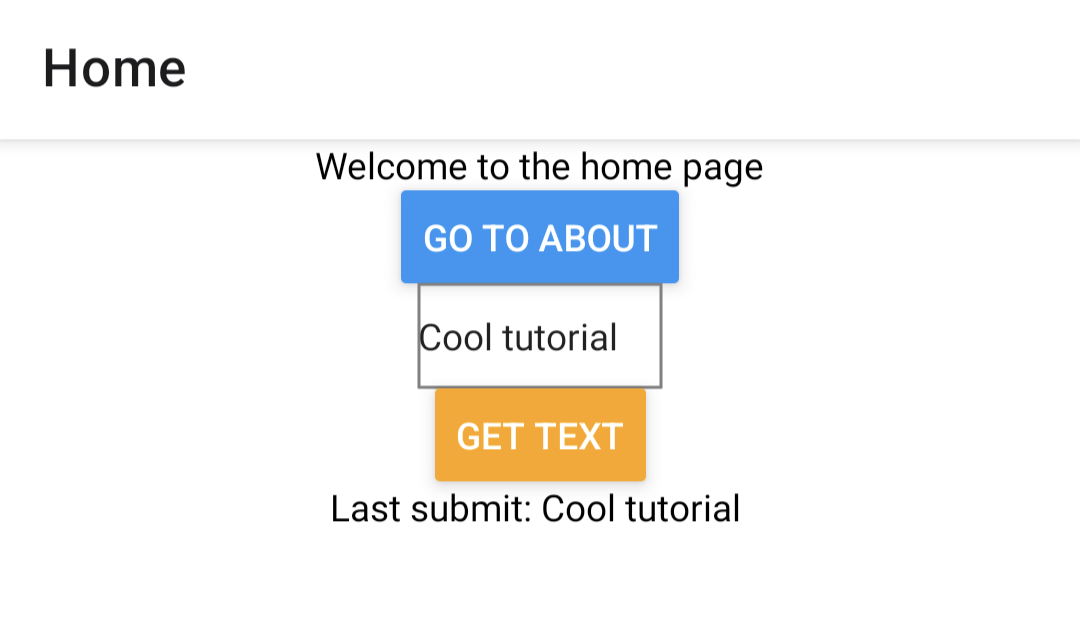 Home
Welcome to the home page
GO TO ABOUT
Cool tutorial
GET TEXT
Last submit: Cool tutorial